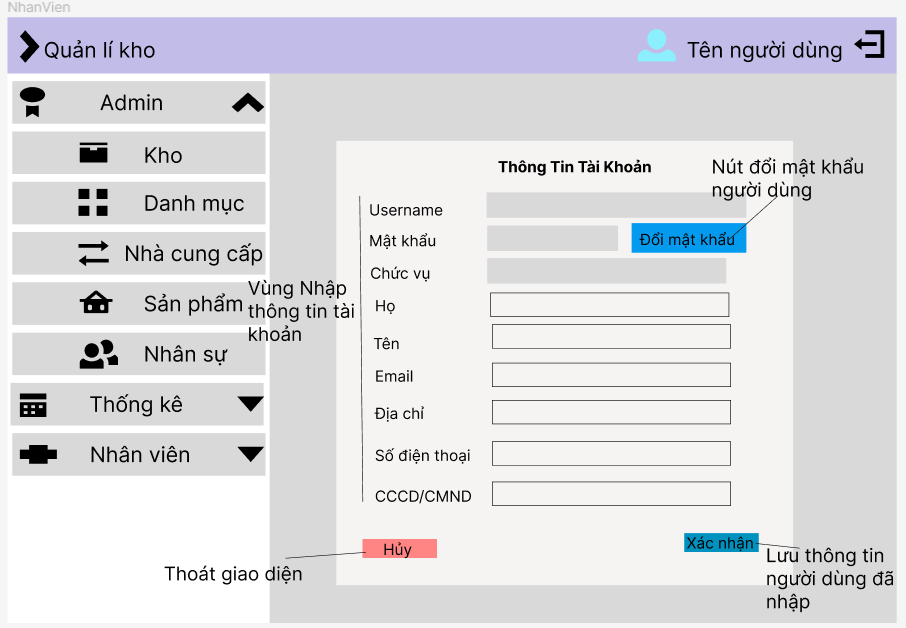 NhanVien
Quản lí kho
Tên người dùng
Admin
Kho
Danh mục
Nhà cung cấp
Sản phẩm
Nhân sự
Thống kê
Nhân viên
Thông Tin Tài Khoản
Nút đổi mật khẩu
người dùng
Username
Mật khẩu
Đổi mật khẩu
Chức vụ
Vùng Nhập
thông tin tài
khoản
Họ
Tên
Email
Địa chỉ
Số điện thoại
CCCD/CMND
Hủy
Xác nhận
Thoát giao diện
Lưu thông tin
người dùng đã
nhập